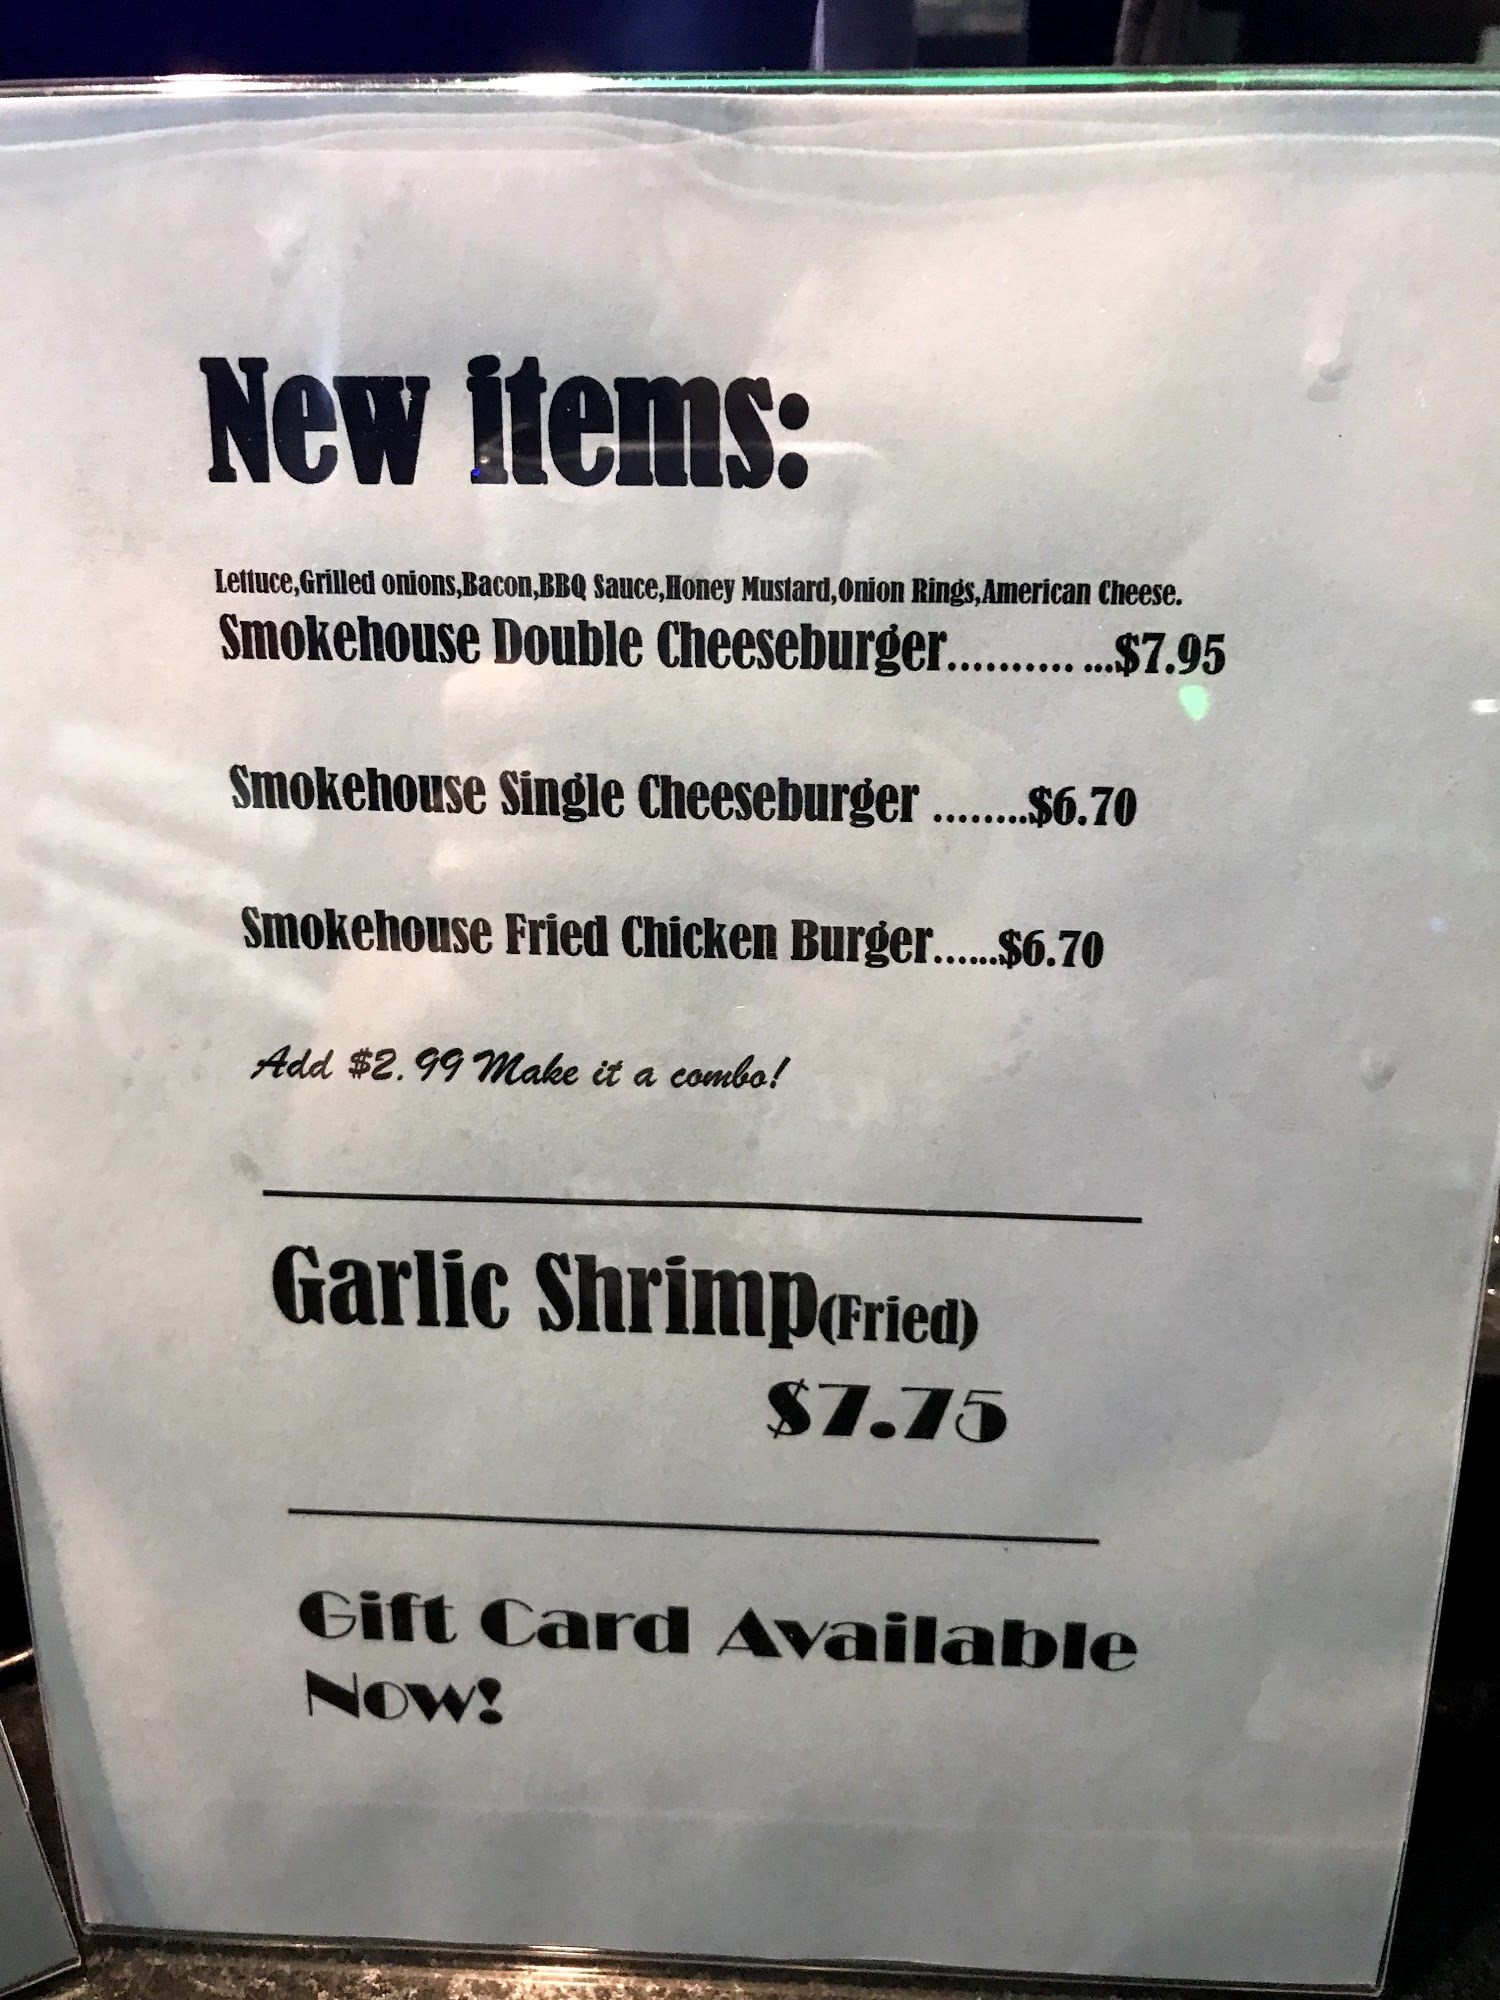 New items:
Lettuce,Grilled onions,Bacon,BBQ Sauce,Honey Mustard,Onion Rings,American Cheese.
Smokehouse Double Cheeseburger.......... ...$7.95
Smokehouse Single Cheeseburger ........$6.70
Smokehouse Fried Chicken Burger......$6.70
Add $2.99 Make it a combo!
Garlic Shrimp(Fried)
$7.75
Gift Card Available
Now!